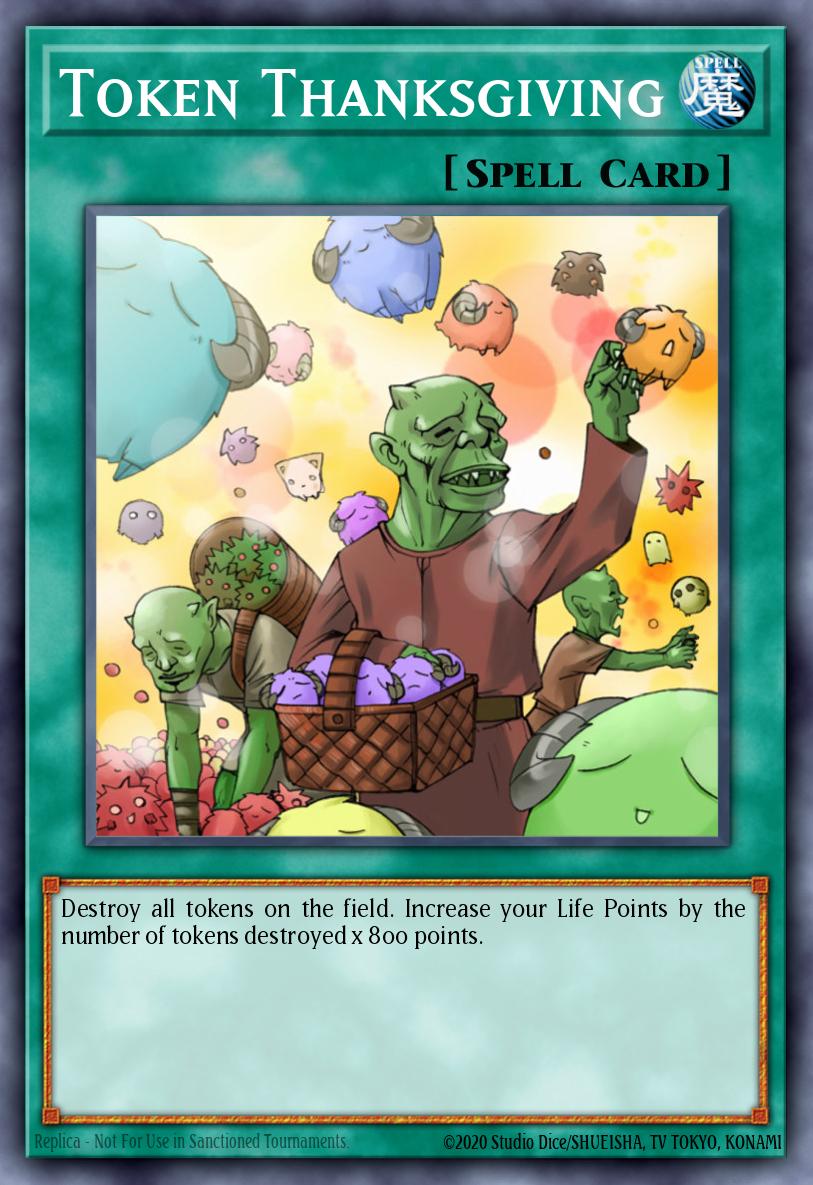 Token Thanksgiving
SPELL
魔
[ Spell Card ]
Destroy all tokens on the field. Increase your Life Points by the
number of tokens destroyed x 800 points.
Replica - Not For Use in Sanctioned Tournaments.
©2020 Studio Dice/SHUEISHA, TV TOKYO, KONAMI